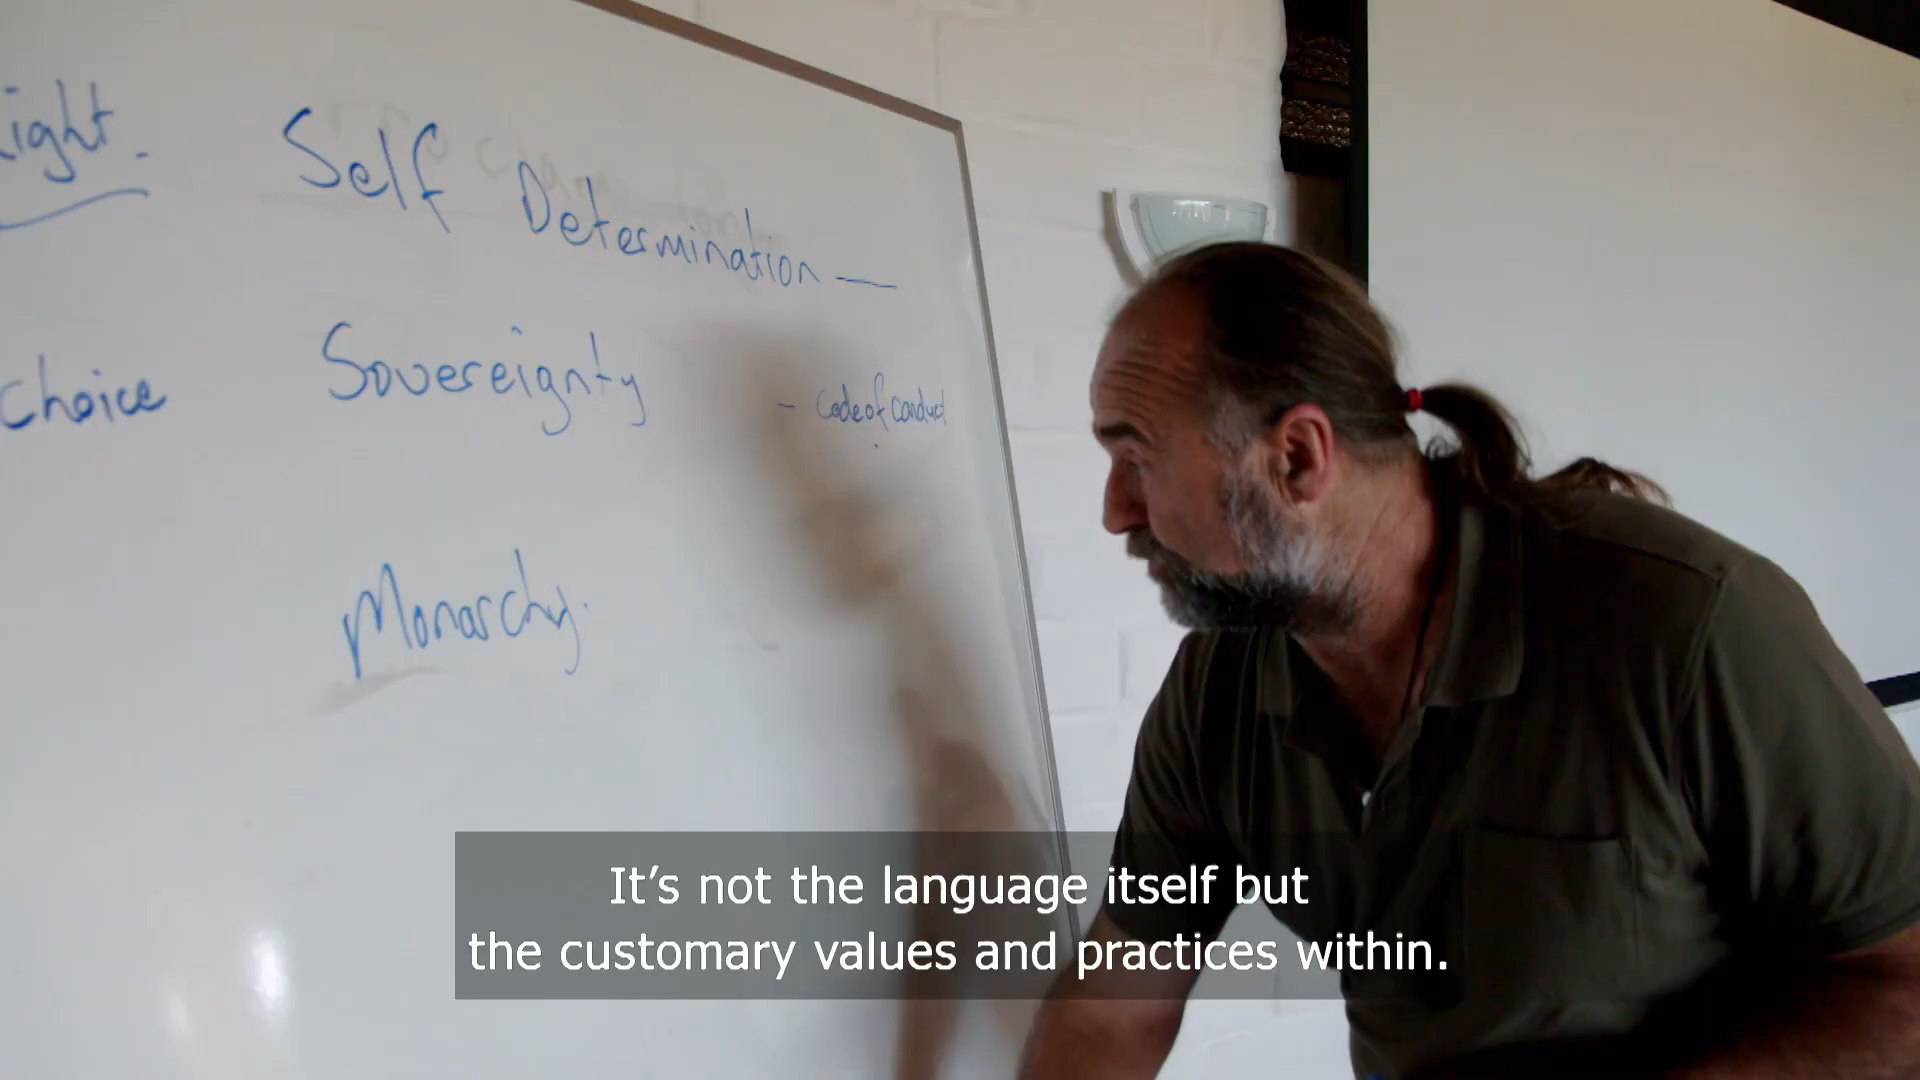 Self Determination —
Sovereignty
- code of conduct
choice
Monarchy.
It's not the language itself but
the customary values and practices within.